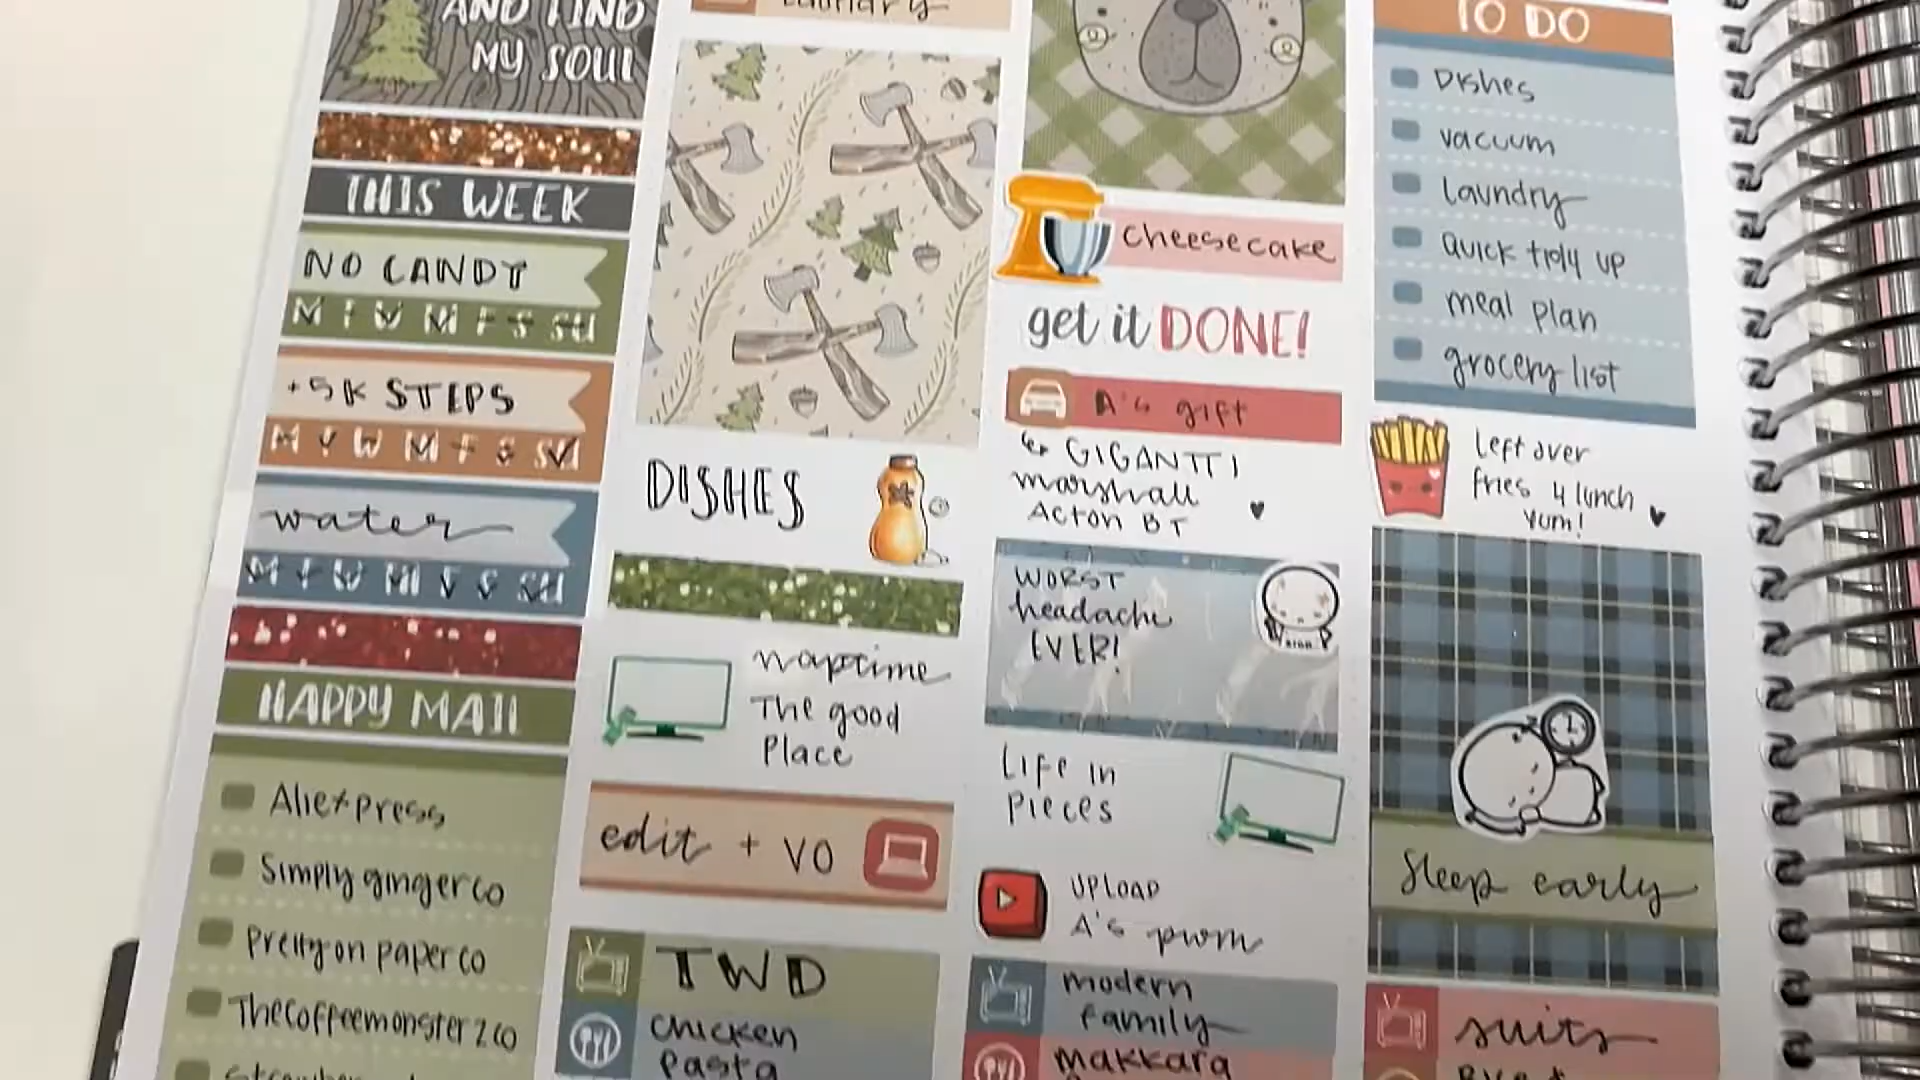 AND FIND
MY SOUL
THIS WEEK
NO CANDY
M T W M F S SU
+5K STEPS
M T W M F S SU
water
M T W M F S SU
HAPPY MAIL
Aliexpress
Simplygingerco
prettyonpaperco
Thecoffeemonsterzco
laundry
DISHES
naptime
The good
Place
edit + VO
TWD
chicken
pasta
cheesecake
get it DONE!
A's gift
GIGANTTI
marshall
ACTON BT
WORST
headache
EVER!
Life in
pieces
UPLOAD
A's pwm
modern
family
makkara
TO DO
Dishes
vacuum
laundry
quick tidy up
meal plan
grocery list
Left over
fries 4 lunch
yum!
Sleep early
suits